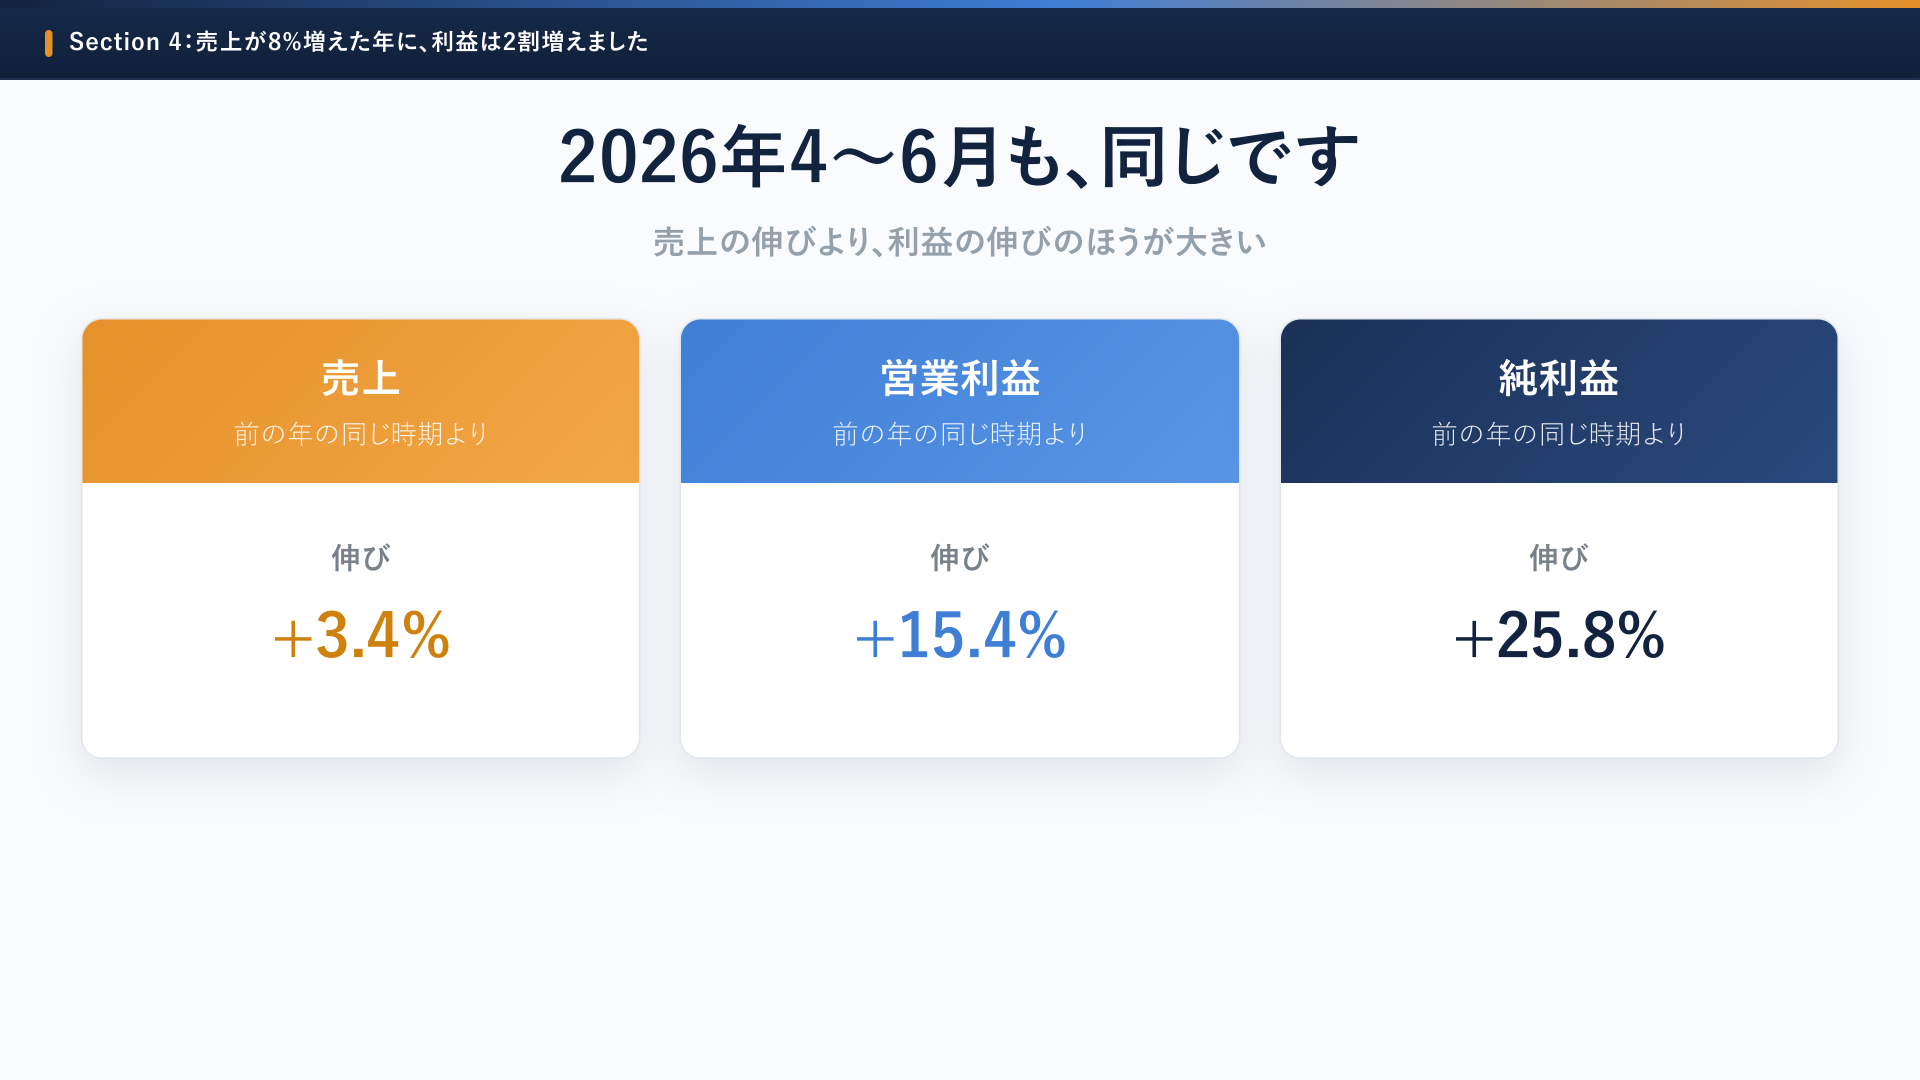 Section 4：売上が8%増えた年に、利益は2割増えました
2026年4〜6月も、同じです
売上の伸びより、利益の伸びのほうが大きい
売上
前の年の同じ時期より
伸び
+3.4%
営業利益
前の年の同じ時期より
伸び
+15.4%
純利益
前の年の同じ時期より
伸び
+25.8%